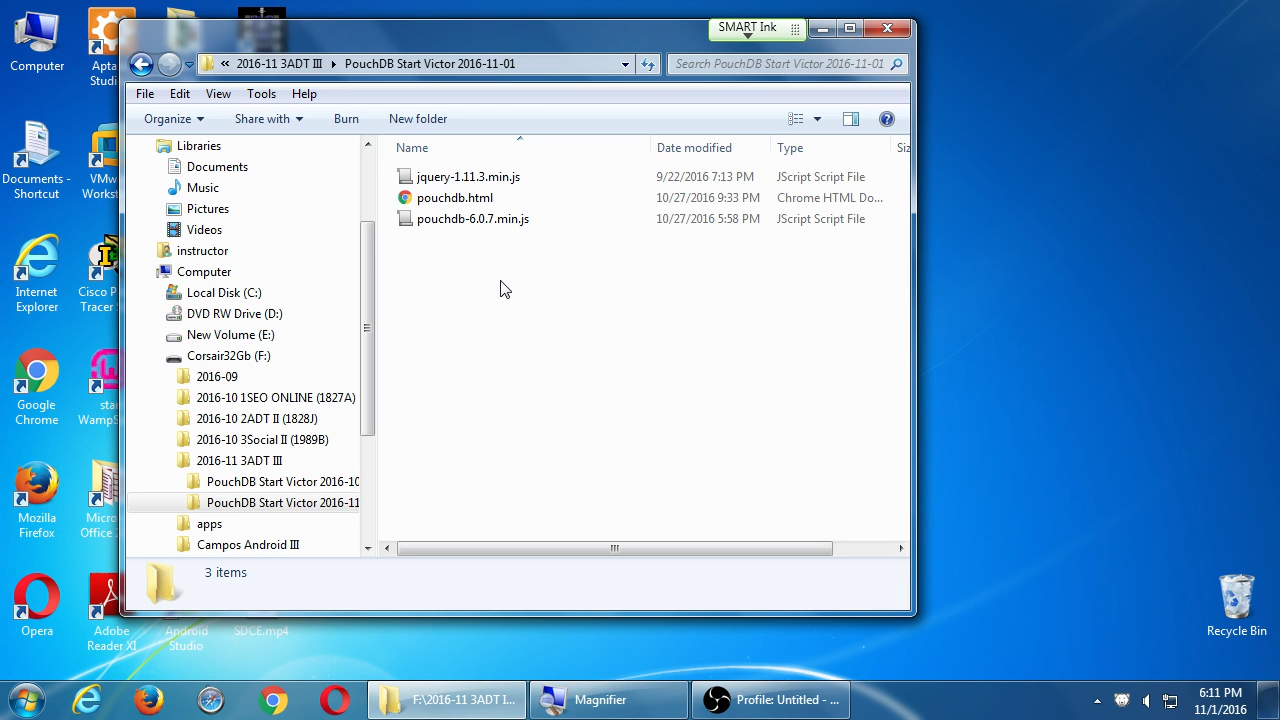 SMART Ink
« 2016-11 3ADT III PouchDB Start Victor 2016-11-01
Search PouchDB Start Victor 2016-11-01
File Edit View Tools Help
Organize Share with Burn New folder
Name Date modified Type Siz
jquery-1.11.3.min.js 9/22/2016 7:13 PM JScript Script File
pouchdb.html 10/27/2016 9:33 PM Chrome HTML Do...
pouchdb-6.0.7.min.js 10/27/2016 5:58 PM JScript Script File
Libraries
Documents
Music
Pictures
Videos
instructor
Computer
Local Disk (C:)
DVD RW Drive (D:)
New Volume (E:)
Corsair32Gb (F:)
2016-09
2016-10 1SEO ONLINE (1827A)
2016-10 2ADT II (1828J)
2016-10 3Social II (1989B)
2016-11 3ADT III
PouchDB Start Victor 2016-10
PouchDB Start Victor 2016-11
apps
Campos Android III
3 items
Computer
Apta
Studi
Documents -
Shortcut
VMw
Workst
Internet
Explorer
Cisco P
Tracer S
Google
Chrome
star
WampS
Mozilla
Firefox
Micro
Office
Opera
Adobe
Reader XI
Android
Studio
SDCE.mp4
Recycle Bin
F:\2016-11 3ADT I...
Magnifier
Profile: Untitled - ...
6:11 PM
11/1/2016